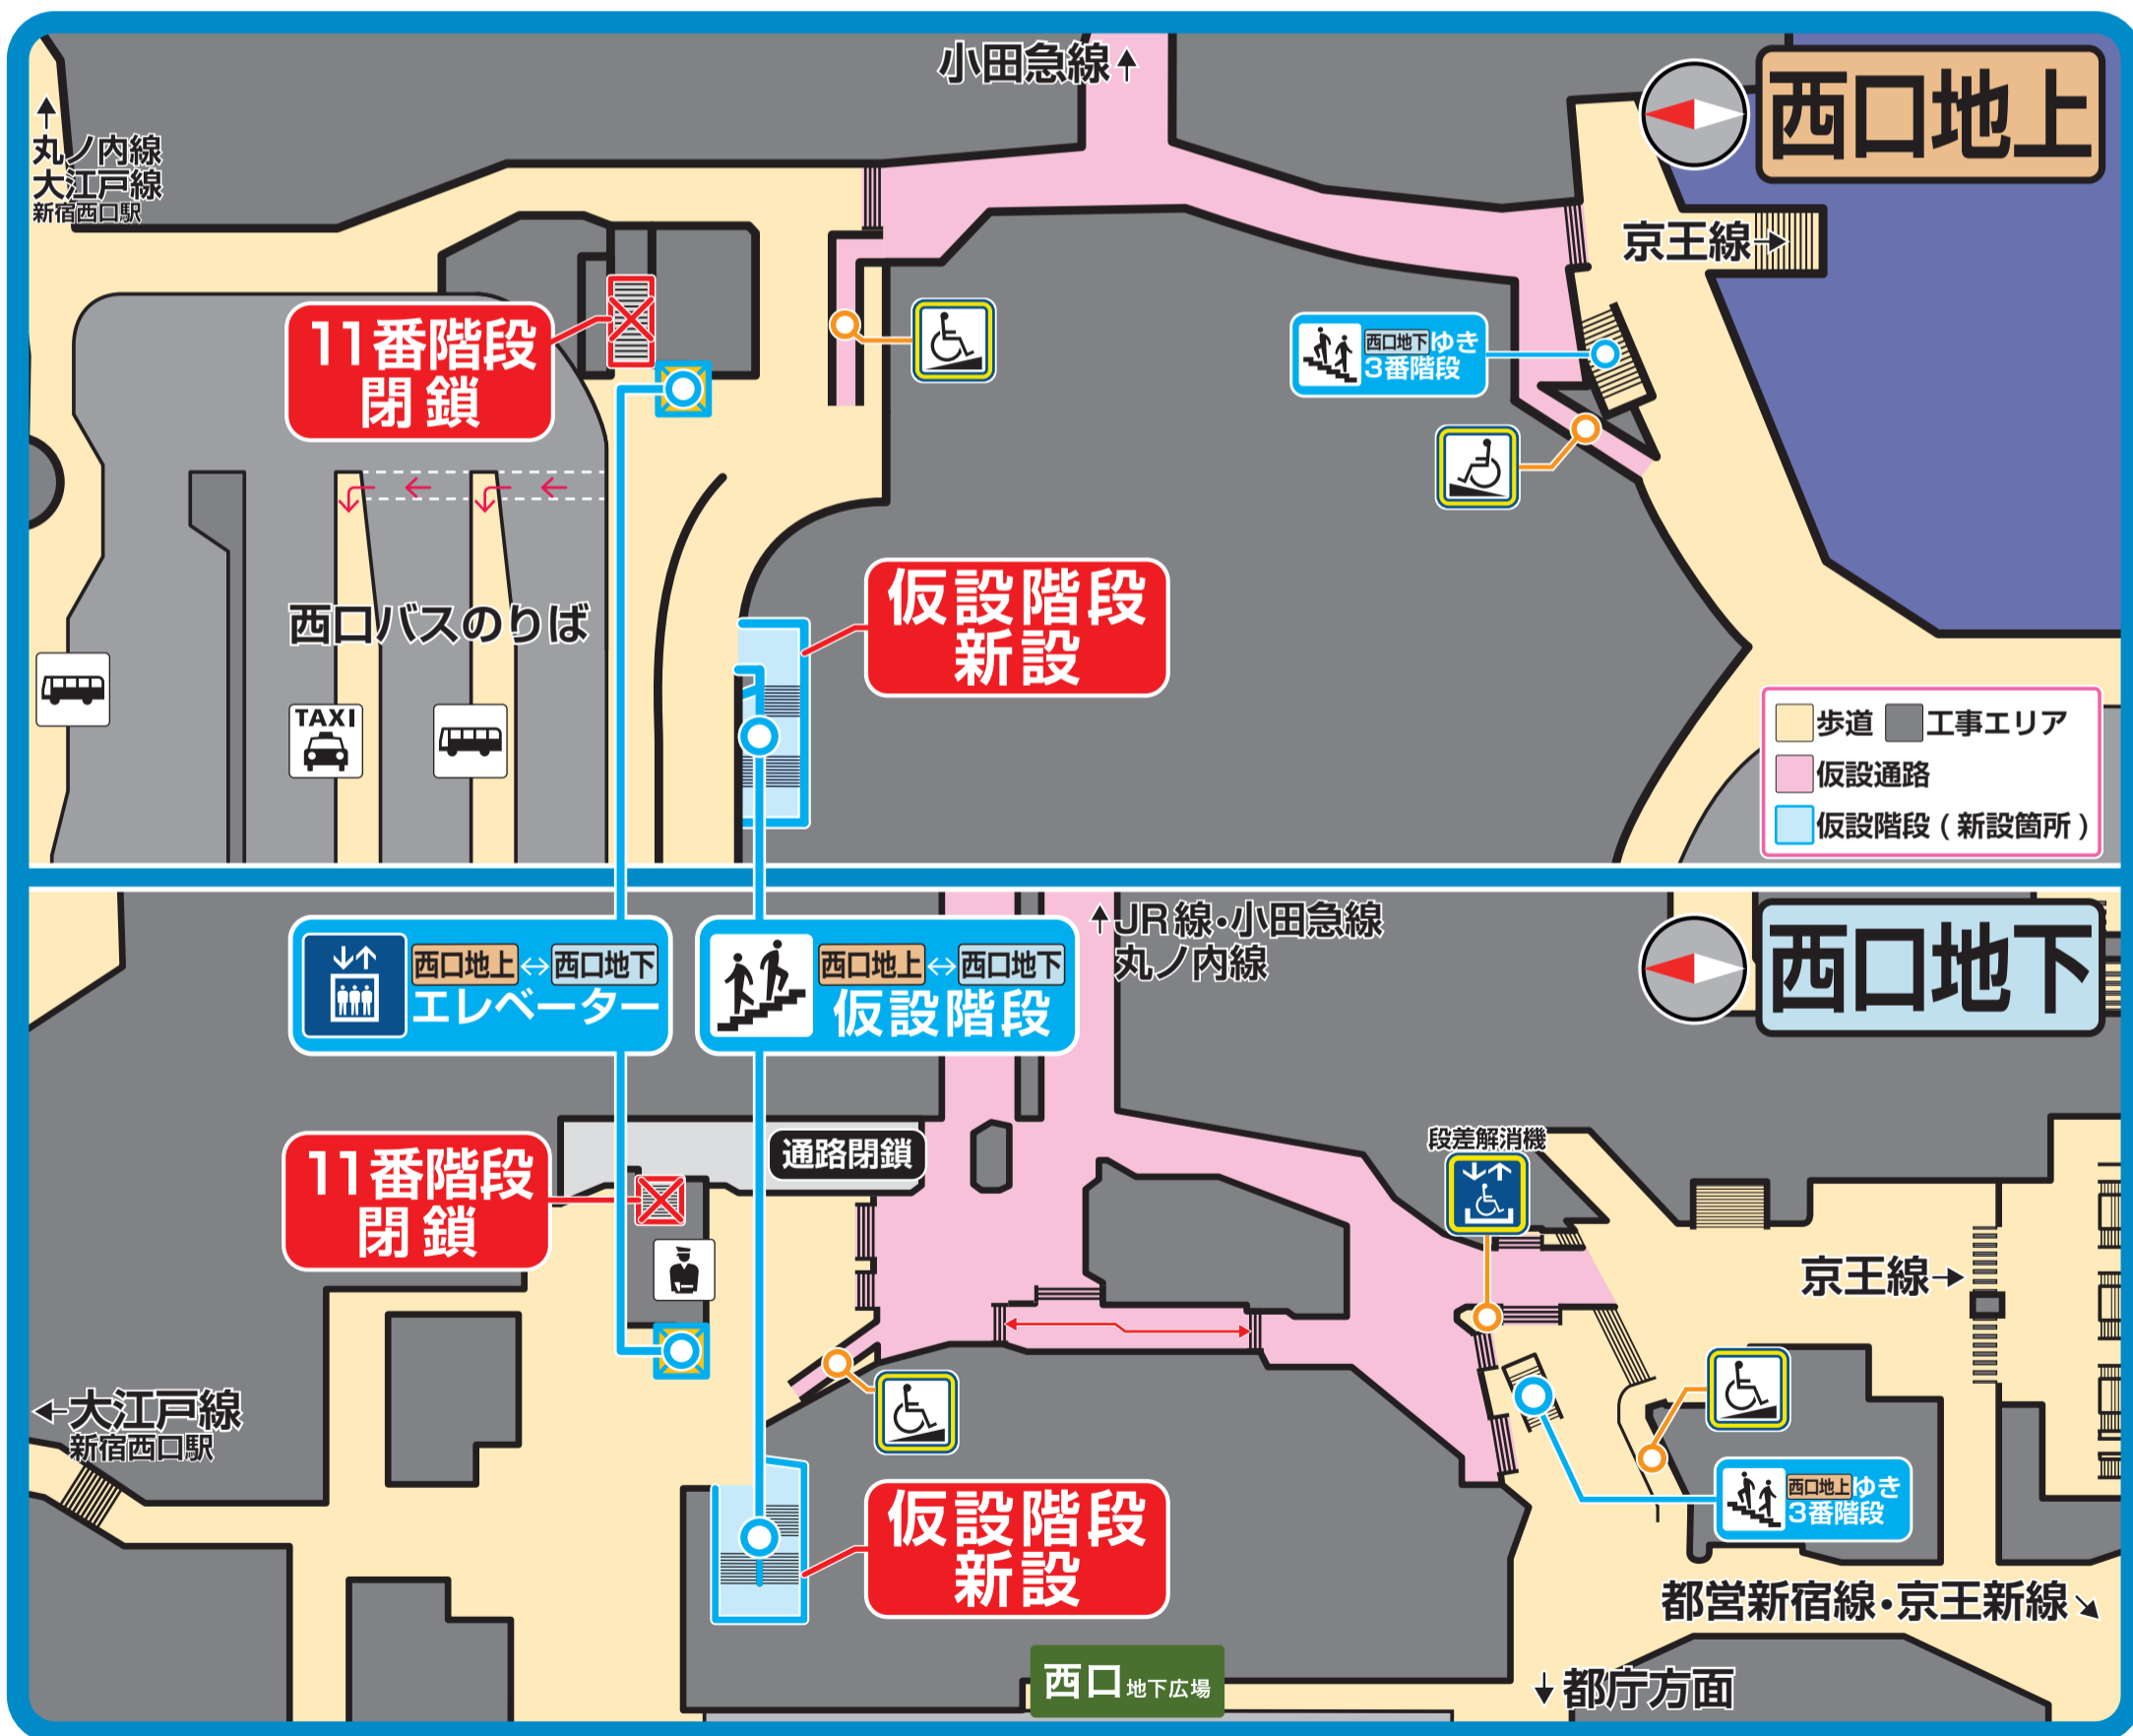 小田急線↑
西口地上
↑
丸ノ内線
大江戸線
新宿西口駅
京王線→
11番階段
閉鎖
西口地下ゆき
3番階段
仮設階段
新設
西口バスのりば
TAXI
歩道 工事エリア
仮設通路
仮設階段(新設箇所)
↑JR線・小田急線
丸ノ内線
西口地下
西口地上↔西口地下
エレベーター
西口地上↔西口地下
仮設階段
11番階段
閉鎖
通路閉鎖
段差解消機
京王線→
←大江戸線
新宿西口駅
西口地上ゆき
3番階段
仮設階段
新設
都営新宿線・京王新線↘
西口地下広場
↓都庁方面